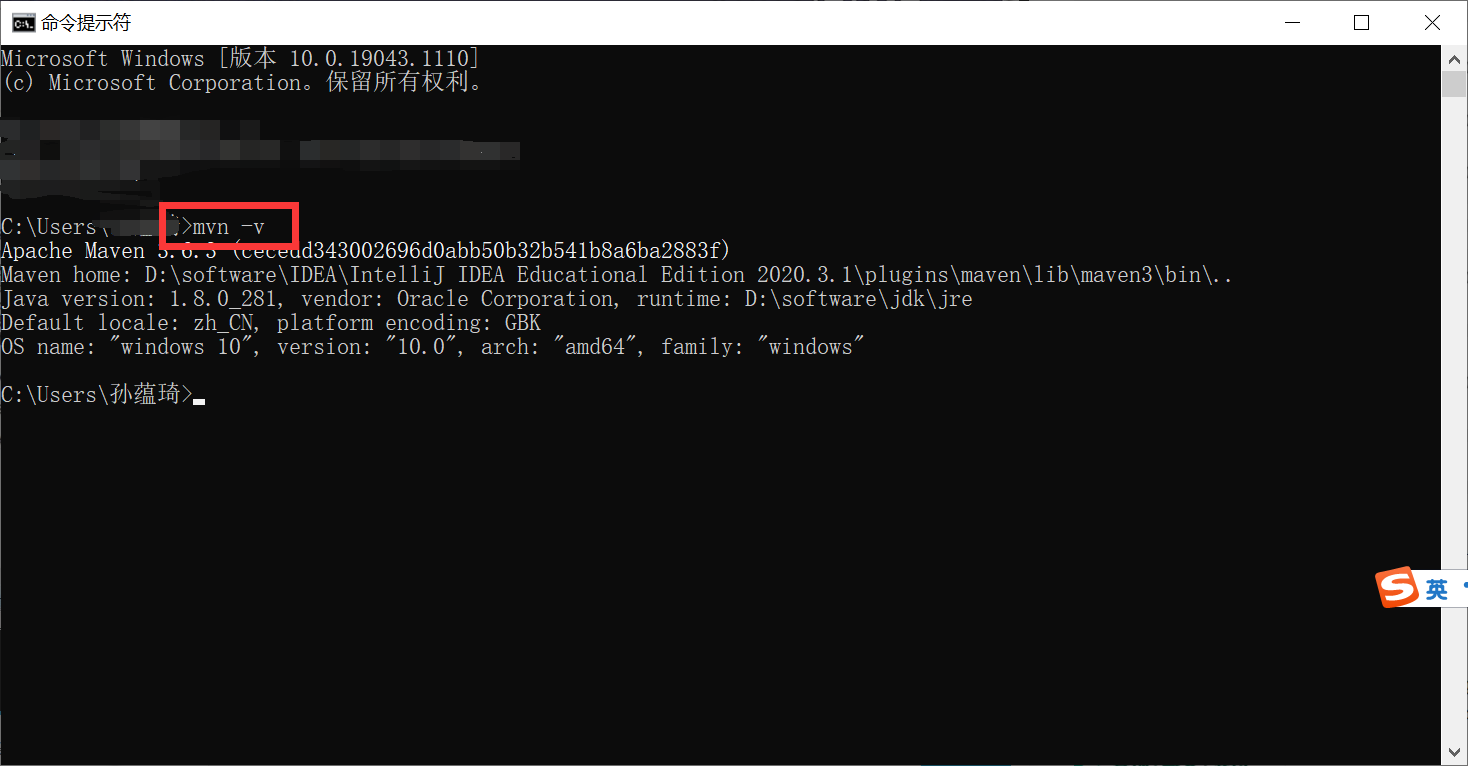 命令提示符
Microsoft Windows [版本 10.0.19043.1110]
(c) Microsoft Corporation。保留所有权利。
C:\Users\ >mvn -v
Apache Maven 3.6.3 (cecedd343002696d0abb50b32b541b8a6ba2883f)
Maven home: D:\software\IDEA\IntelliJ IDEA Educational Edition 2020.3.1\plugins\maven\lib\maven3\bin\..
Java version: 1.8.0_281, vendor: Oracle Corporation, runtime: D:\software\jdk\jre
Default locale: zh_CN, platform encoding: GBK
OS name: "windows 10", version: "10.0", arch: "amd64", family: "windows"
C:\Users\孙蕴琦>
英